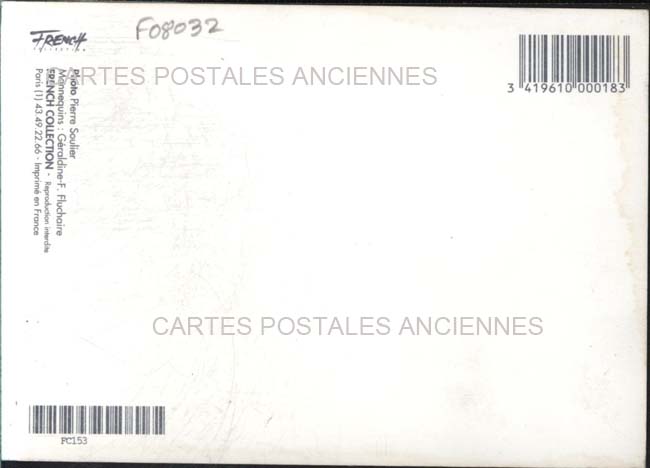 FRENCH
COLLECTION
F08032
CARTES POSTALES ANCIENNES
3 419610 000183
Photo Pierre Soulier
Mannequins : Géraldine-F. Fluchaire
FRENCH COLLECTION - Reproduction interdite
Paris (1) 43.49.22.66 - Imprimé en France
CARTES POSTALES ANCIENNES
FC153